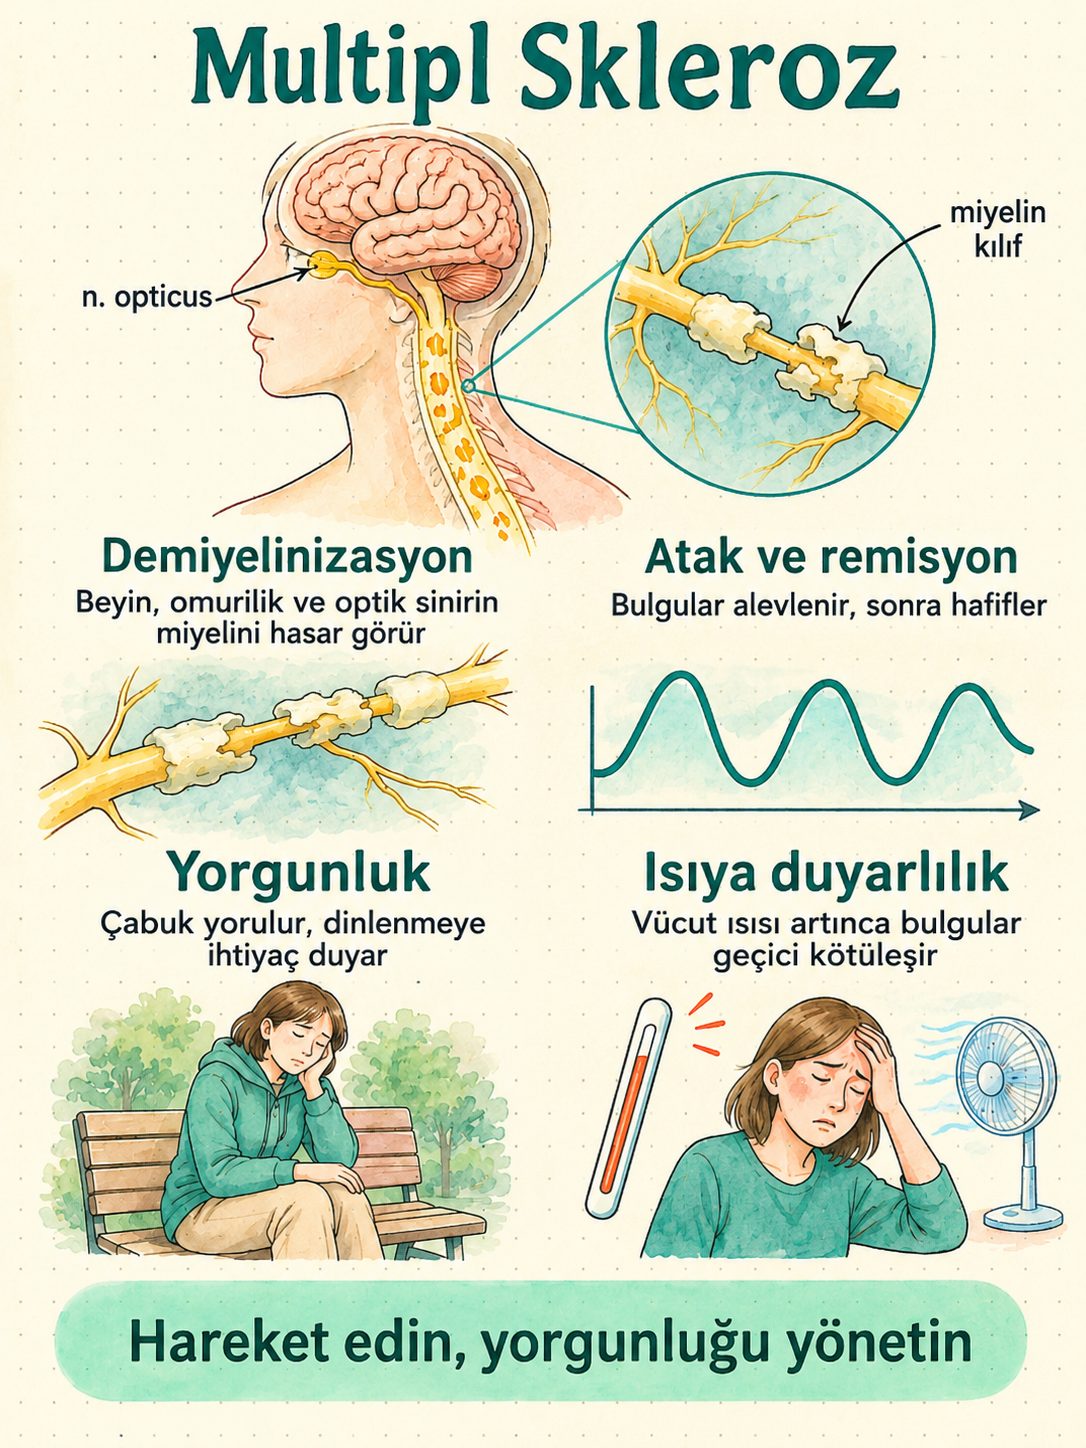 Multipl Skleroz
miyelin
kılıf
n. opticus
Demiyelinizasyon
Beyin, omurilik ve optik sinirin
miyelini hasar görür
Atak ve remisyon
Bulgular alevlenir, sonra hafifler
Yorgunluk
Çabuk yorulur, dinlenmeye
ihtiyaç duyar
Isıya duyarlılık
Vücut ısısı artınca bulgular
geçici kötüleşir
Hareket edin, yorgunluğu yönetin